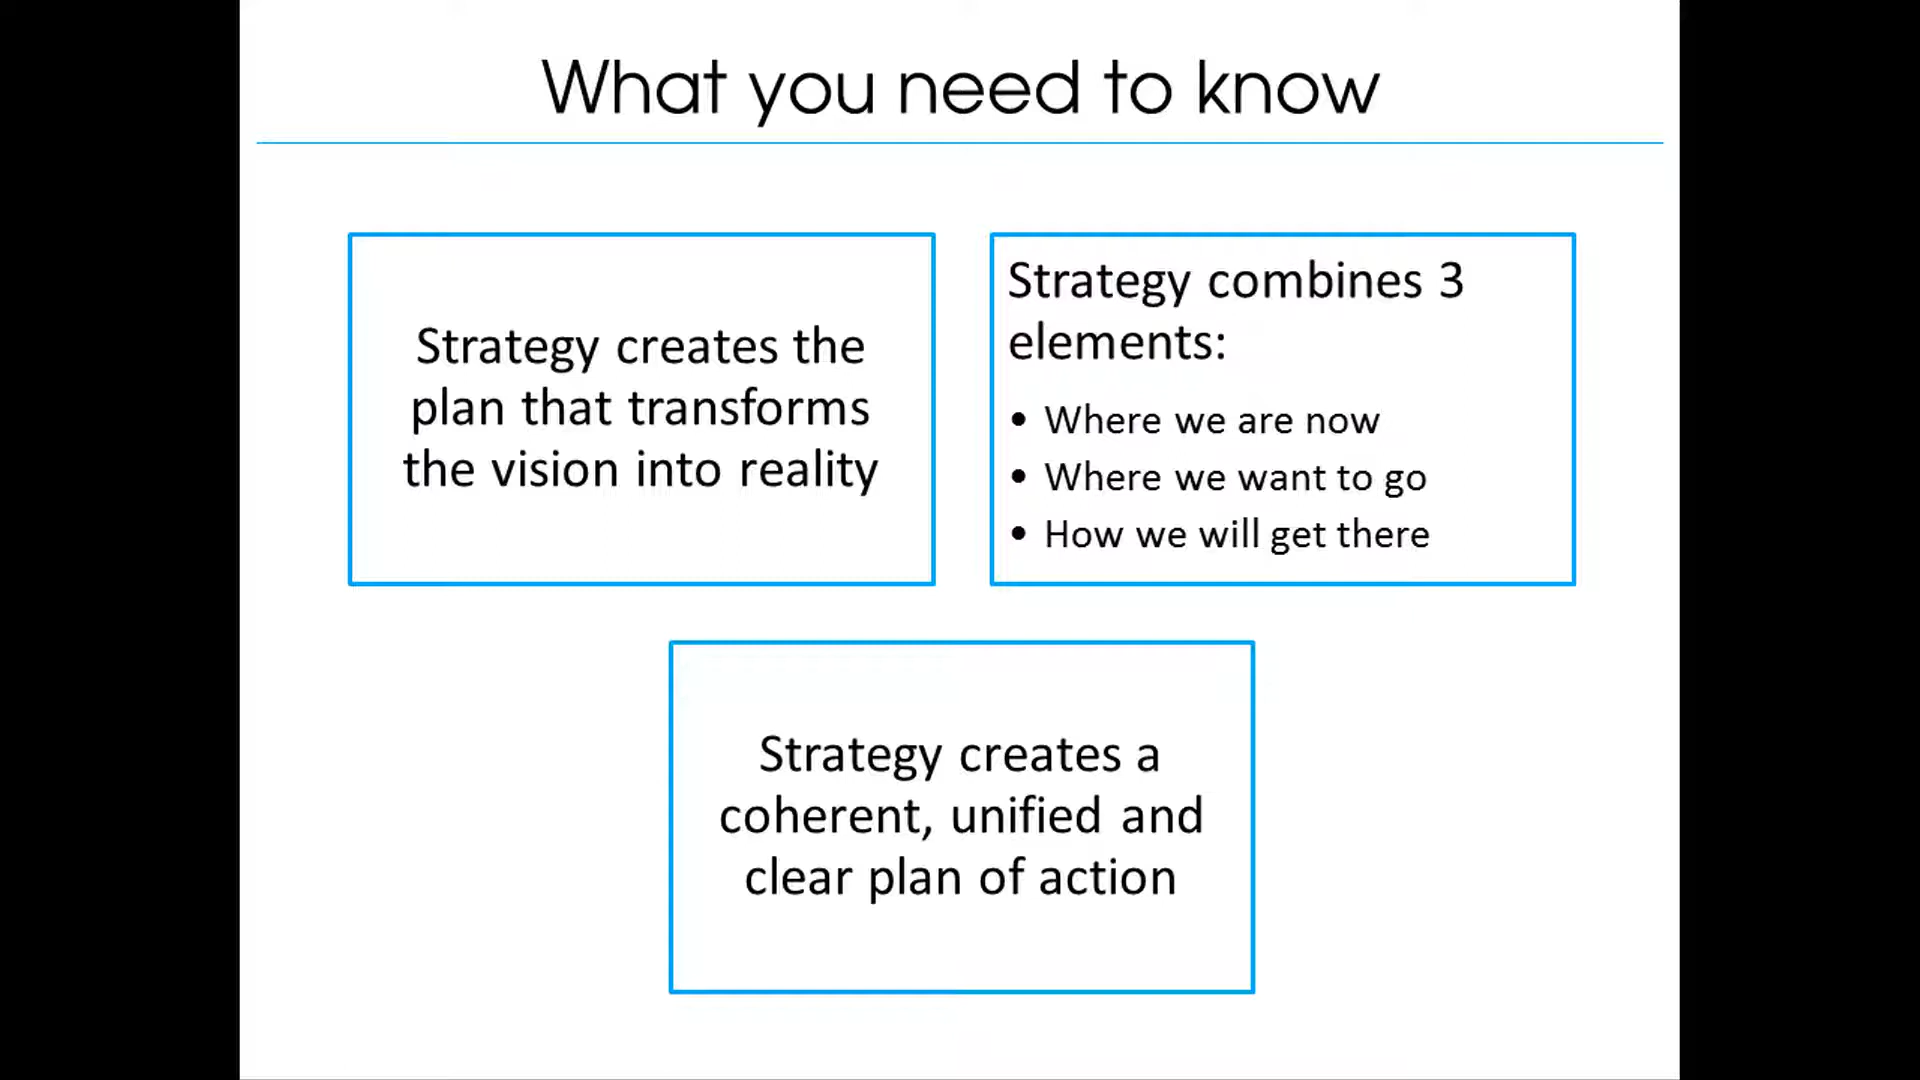 What you need to know
Strategy creates the
plan that transforms
the vision into reality
Strategy combines 3
elements:
• Where we are now
• Where we want to go
• How we will get there
Strategy creates a
coherent, unified and
clear plan of action